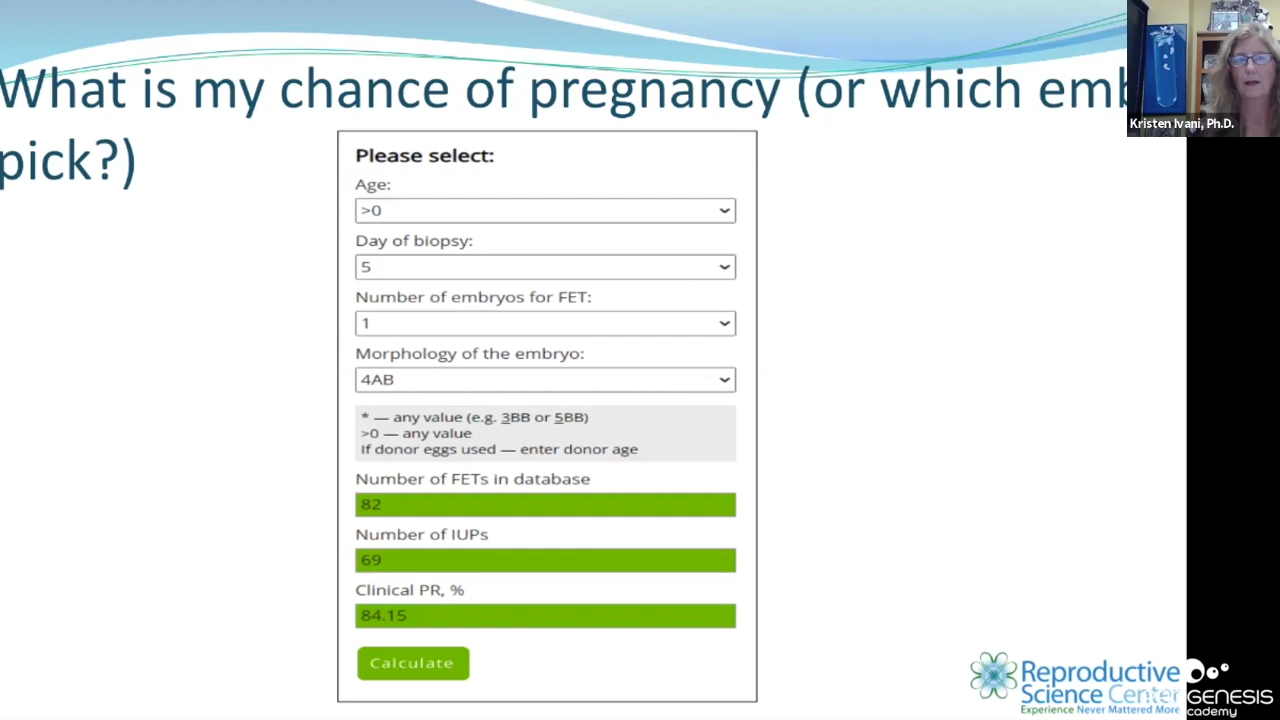 What is my chance of pregnancy (or which emb
pick?)
Kristen Ivani, Ph.D.
Please select:
Age:
>0
Day of biopsy:
5
Number of embryos for FET:
1
Morphology of the embryo:
4AB
* — any value (e.g. 3BB or 5BB)
>0 — any value
If donor eggs used — enter donor age
Number of FETs in database
82
Number of IUPs
69
Clinical PR, %
84.15
Calculate
Reproductive
Science Center
Experience Never Mattered More
GENESIS
cademy